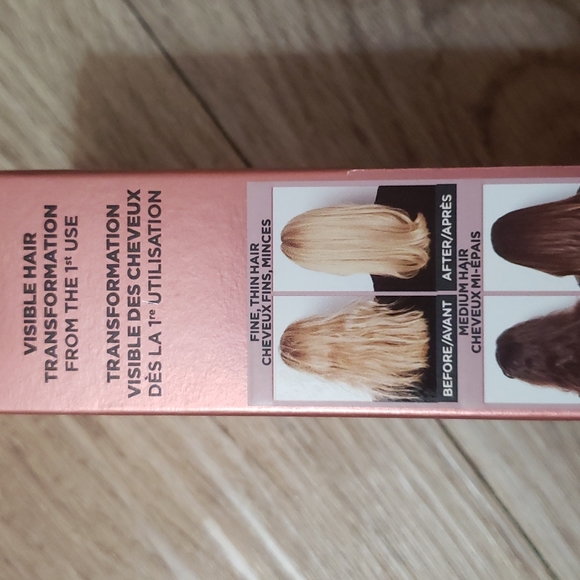 VISIBLE HAIR
TRANSFORMATION
FROM THE 1st USE
TRANSFORMATION
VISIBLE DES CHEVEUX
DÈS LA 1re UTILISATION
FINE, THIN HAIR
CHEVEUX FINS, MINCES
BEFORE/AVANT
AFTER/APRÈS
MEDIUM HAIR
CHEVEUX MI-ÉPAIS